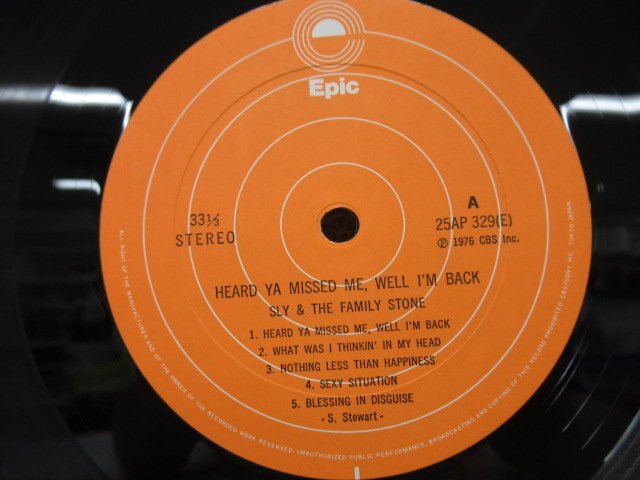 Epic
33⅓
STEREO
A
25AP 329(E)
Ⓟ 1976 CBS Inc.
HEARD YA MISSED ME, WELL I'M BACK
SLY & THE FAMILY STONE
1. HEARD YA MISSED ME, WELL I'M BACK
2. WHAT WAS I THINKIN' IN MY HEAD
3. NOTHING LESS THAN HAPPINESS
4. SEXY SITUATION
5. BLESSING IN DISGUISE
- S. Stewart -
ALL RIGHT OF THE MANUFACTURER AND OF THE OWNER OF THE RECORDED WORK RESERVED. UNAUTHORIZED PUBLIC PERFORMANCE, BROADCASTING AND COPYING OF THIS RECORD PROHIBITED. CBS/SONY INC.